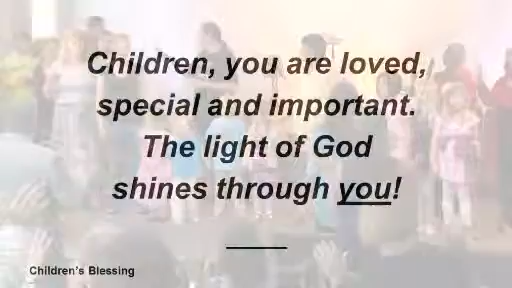 Children, you are loved,
special and important.
The light of God
shines through you!
Children's Blessing